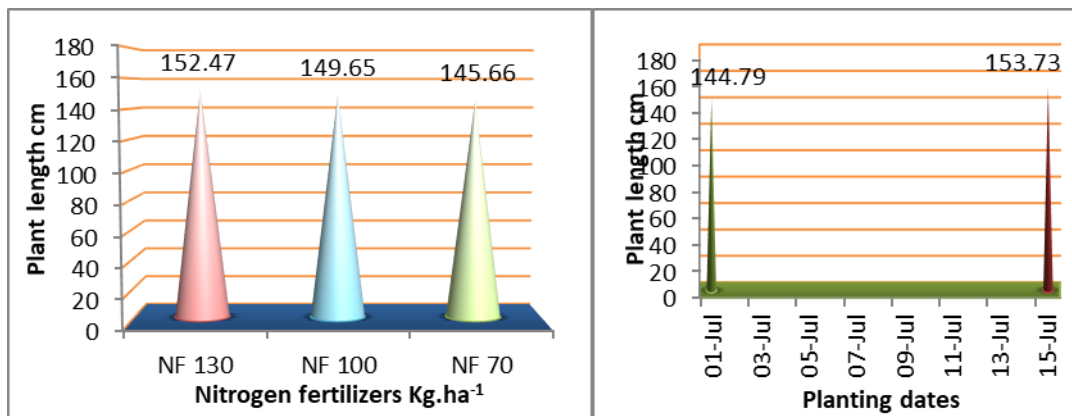 180
160
140
120
100
80
60
40
20
0
Plant length cm
152.47
149.65
145.66
NF 130
NF 100
NF 70
Nitrogen fertilizers Kg.ha⁻¹
180
160
140
120
100
80
60
40
20
0
Plant length cm
144.79
153.73
01-Jul
03-Jul
05-Jul
07-Jul
09-Jul
11-Jul
13-Jul
15-Jul
Planting dates